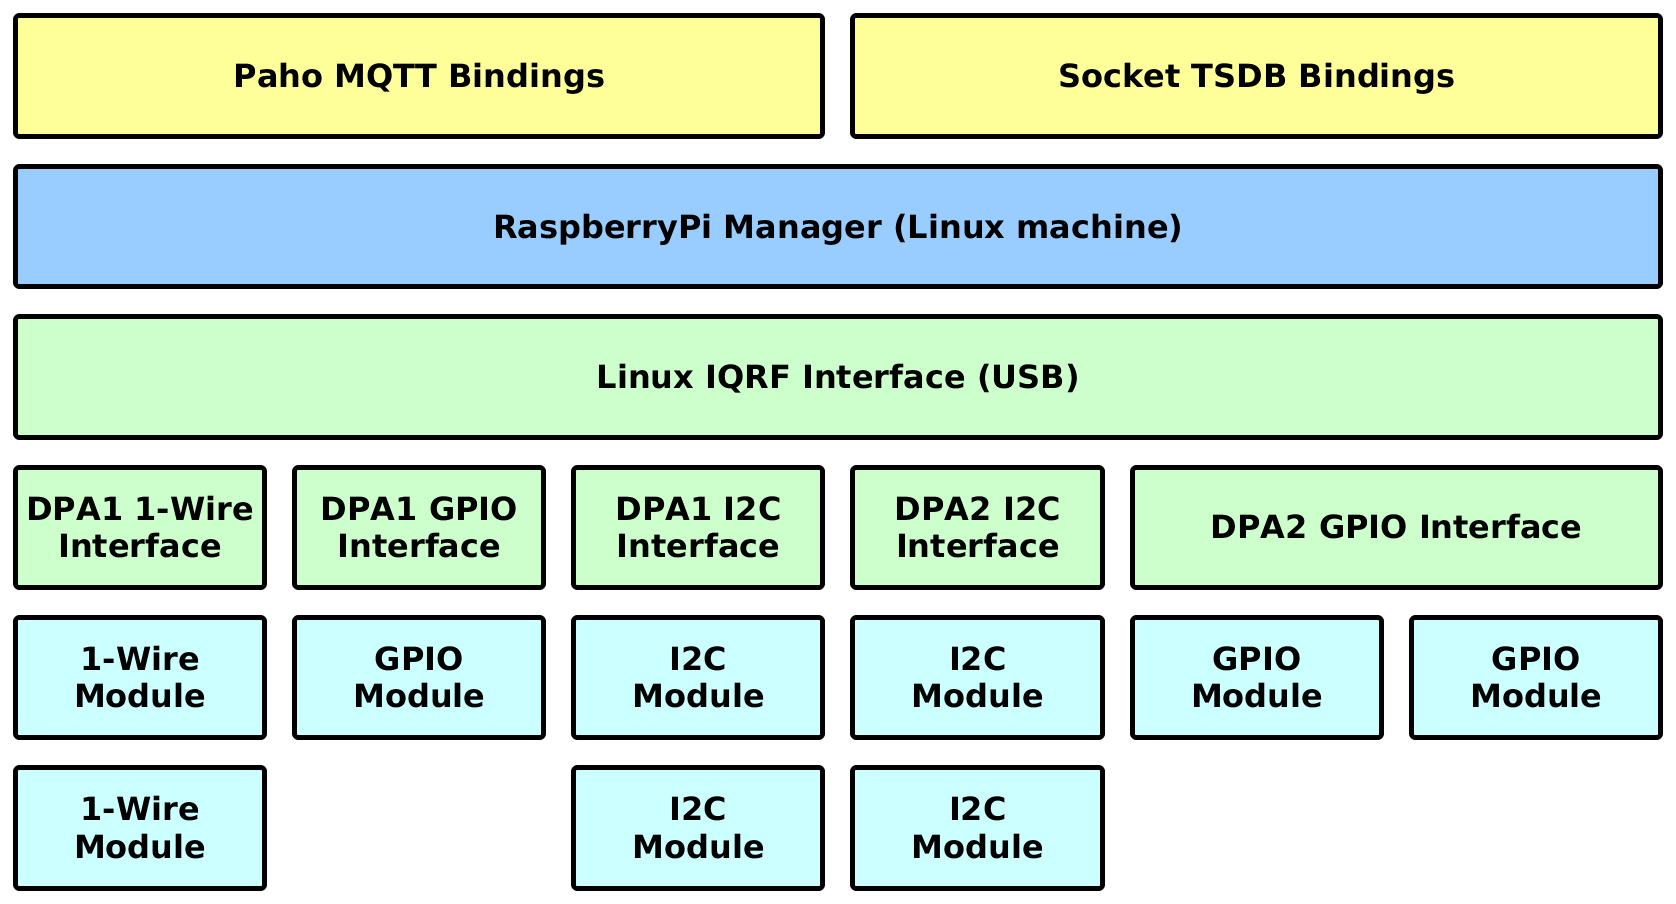 Paho MQTT Bindings
Socket TSDB Bindings
RaspberryPi Manager (Linux machine)
Linux IQRF Interface (USB)
DPA1 1-Wire
Interface
DPA1 GPIO
Interface
DPA1 I2C
Interface
DPA2 I2C
Interface
DPA2 GPIO Interface
1-Wire
Module
GPIO
Module
I2C
Module
I2C
Module
GPIO
Module
GPIO
Module
1-Wire
Module
I2C
Module
I2C
Module